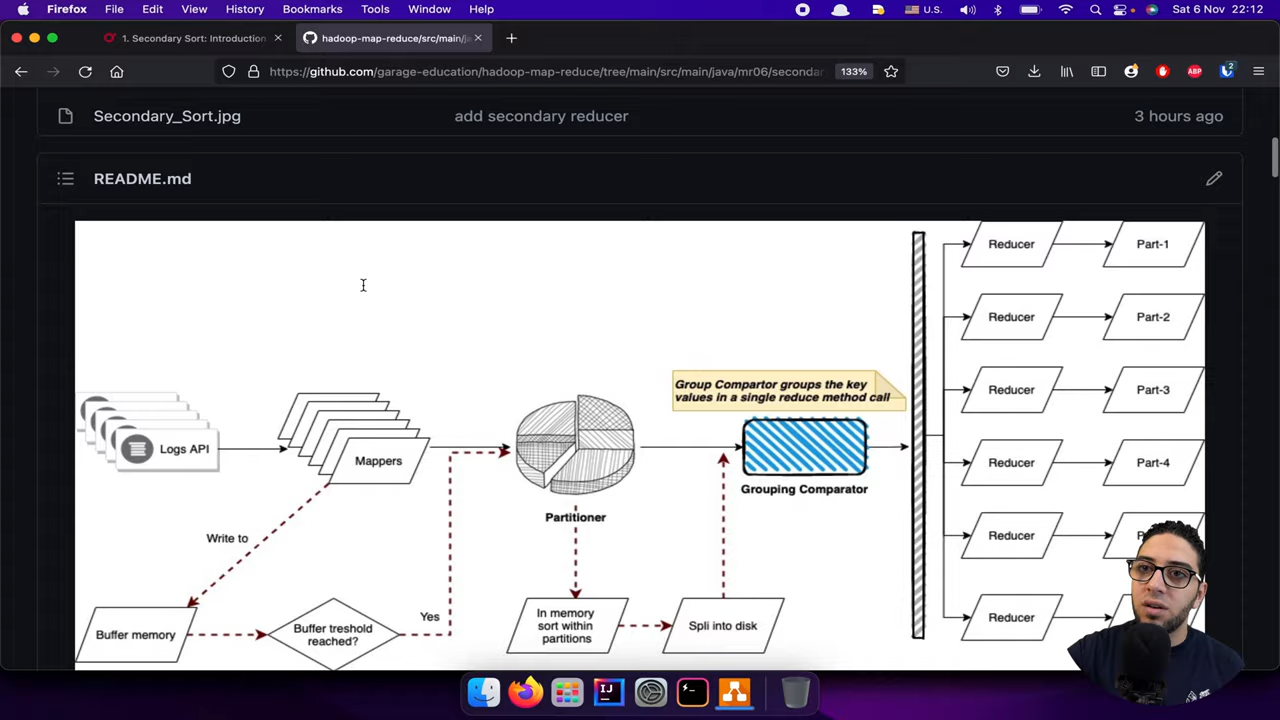 Firefox File Edit View History Bookmarks Tools Window Help U.S. Sat 6 Nov 22:12
1. Secondary Sort: Introduction
hadoop-map-reduce/src/main/ja
https://github.com/garage-education/hadoop-map-reduce/tree/main/src/main/java/mr06/seconda 133% ABP 2
Secondary_Sort.jpg add secondary reducer 3 hours ago
README.md
Reducer Part-1
Reducer Part-2
Group Compartor groups the key
values in a single reduce method call
Reducer Part-3
Logs API
Mappers
Reducer Part-4
Grouping Comparator
Partitioner
Write to
Reducer
Buffer memory
Buffer treshold
reached?
Yes
In memory
sort within
partitions
Spli into disk
Reducer
IJ